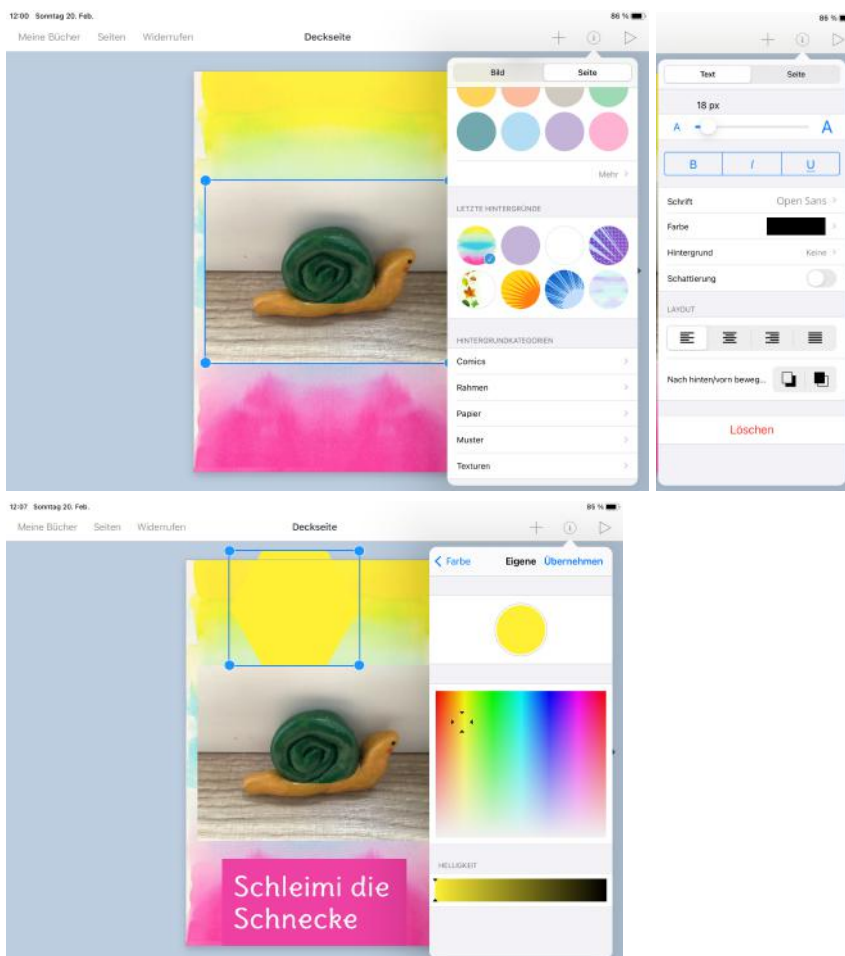 12:00 Sonntag 20. Feb.
86 %
Meine Bücher Seiten Widerrufen Deckseite
Bild Seite
Mehr
LETZTE HINTERGRÜNDE
HINTERGRUNDKATEGORIEN
Comics
Rahmen
Papier
Muster
Texturen
86 %
Text Seite
18 px
A A
B I U
Schrift Open Sans
Farbe
Hintergrund Keine
Schattierung
LAYOUT
Nach hinten/vorn beweg...
Löschen
12:07 Sonntag 20. Feb.
85 %
Meine Bücher Seiten Widerrufen Deckseite
Farbe Eigene Übernehmen
HELLIGKEIT
Schleimi die
Schnecke